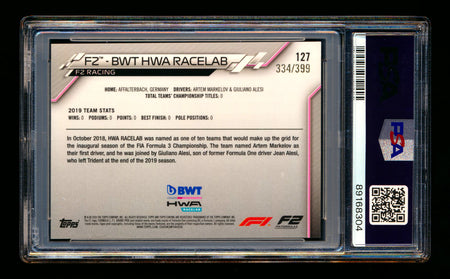 F2™ - BWT HWA RACELAB
127
F2 RACING
334/399
HOME: AFFALTERBACH, GERMANY DRIVERS: ARTEM MARKELOV & GIULIANO ALESI
TOTAL TEAMS' CHAMPIONSHIP TITLES: 0
2019 TEAM STATS
WINS: 0 PODIUMS: 0 POINTS: 0 BEST FINISH: 0 POLE POSITIONS: 0
In October 2018, HWA RACELAB was named as one of ten teams that would make up the grid for
the inaugural season of the FIA Formula 3 Championship. The team named Artem Markelov as
their first driver, and he was joined by Giuliano Alesi, son of former Formula One driver Jean Alesi,
who left Trident at the end of the 2019 season.
BWT
HWA
RACELAB
Topps
F1
F2
PSA
89168304